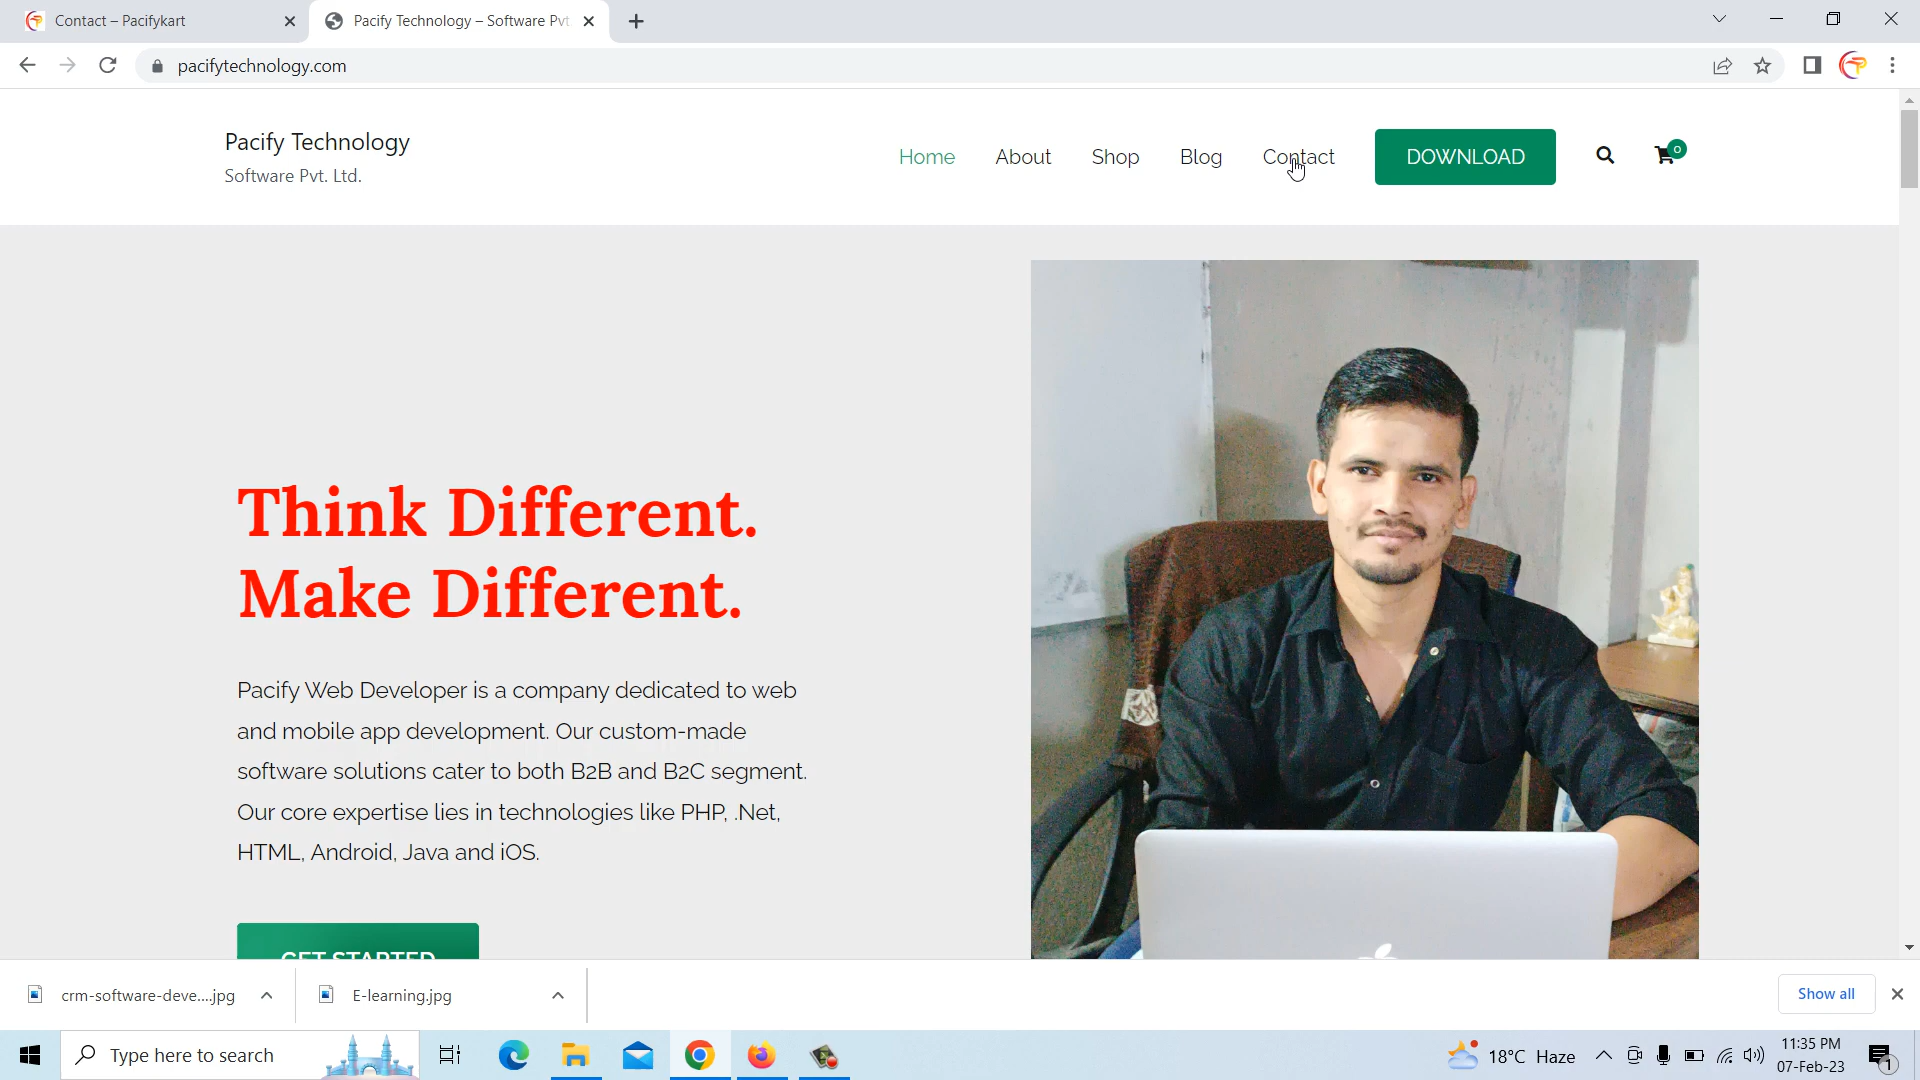 Contact – Pacifykart
Pacify Technology – Software Pvt
pacifytechnology.com
Pacify Technology
Software Pvt. Ltd.
Home
About
Shop
Blog
Contact
DOWNLOAD
0
Think Different.
Make Different.
Pacify Web Developer is a company dedicated to web
and mobile app development. Our custom-made
software solutions cater to both B2B and B2C segment.
Our core expertise lies in technologies like PHP, .Net,
HTML, Android, Java and iOS.
GET STARTED
crm-software-deve....jpg
E-learning.jpg
Show all
Type here to search
18°C Haze
11:35 PM
07-Feb-23
1